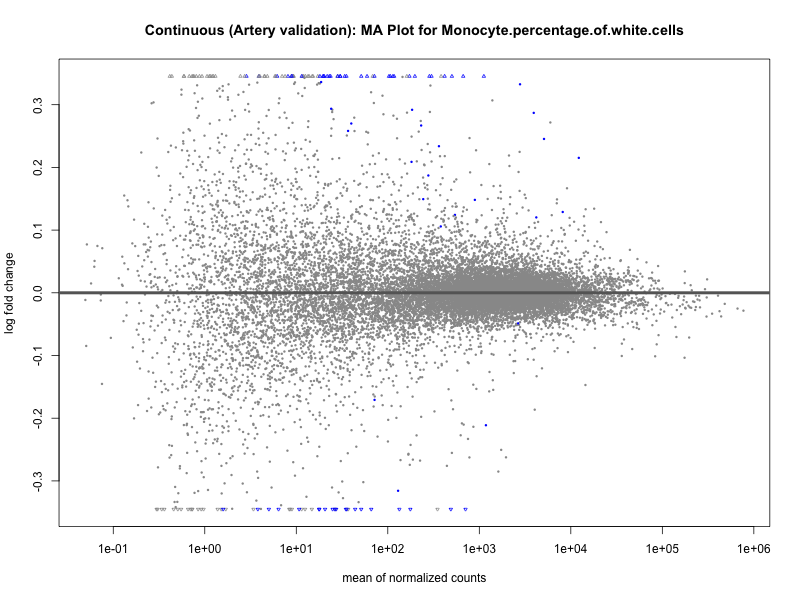 Continuous (Artery validation): MA Plot for Monocyte.percentage.of.white.cells
log fold change
0.3
0.2
0.1
0.0
-0.1
-0.2
-0.3
1e-01 1e+00 1e+01 1e+02 1e+03 1e+04 1e+05 1e+06
mean of normalized counts